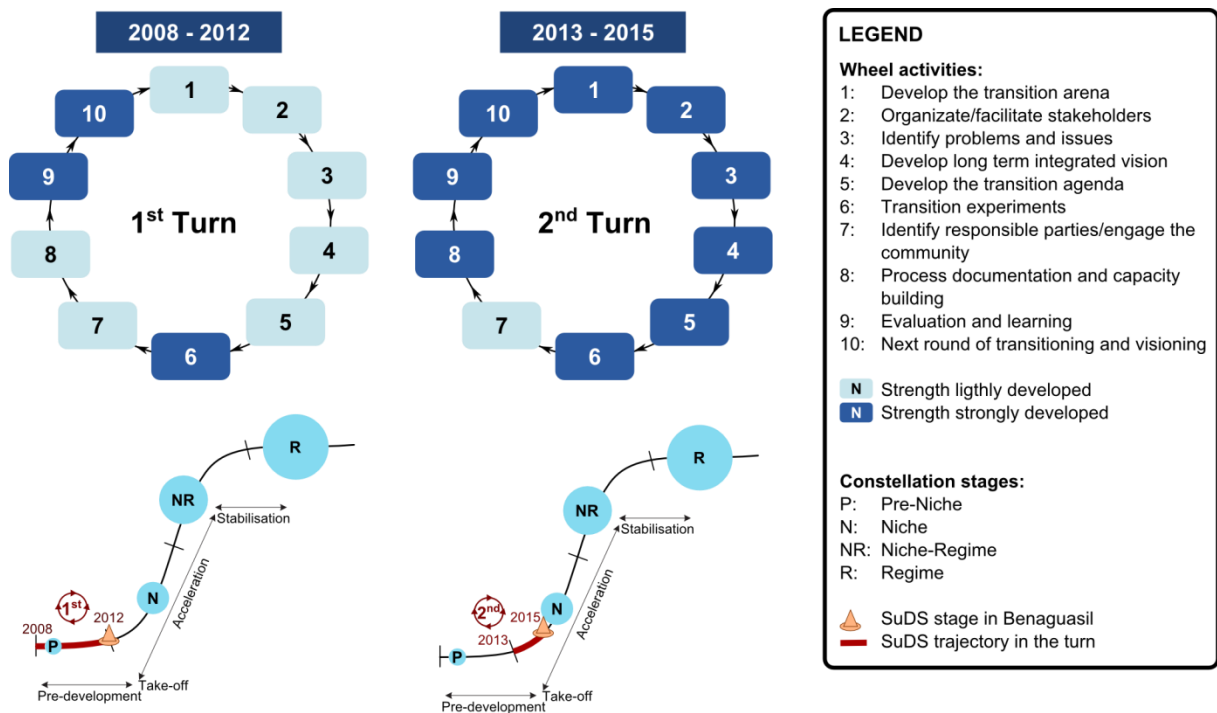 2008 - 2012
1
2
3
4
5
6
7
8
9
10
1st Turn
2013 - 2015
1
2
3
4
5
6
7
8
9
10
2nd Turn
R
NR
N
P
Stabilisation
Acceleration
1st
2012
2008
Pre-development
Take-off
R
NR
N
P
Stabilisation
Acceleration
2nd
2015
2013
Pre-development
Take-off
LEGEND
Wheel activities:
1: Develop the transition arena
2: Organizate/facilitate stakeholders
3: Identify problems and issues
4: Develop long term integrated vision
5: Develop the transition agenda
6: Transition experiments
7: Identify responsible parties/engage the
community
8: Process documentation and capacity
building
9: Evaluation and learning
10: Next round of transitioning and visioning
N Strength ligthly developed
N Strength strongly developed
Constellation stages:
P: Pre-Niche
N: Niche
NR: Niche-Regime
R: Regime
SuDS stage in Benaguasil
SuDS trajectory in the turn